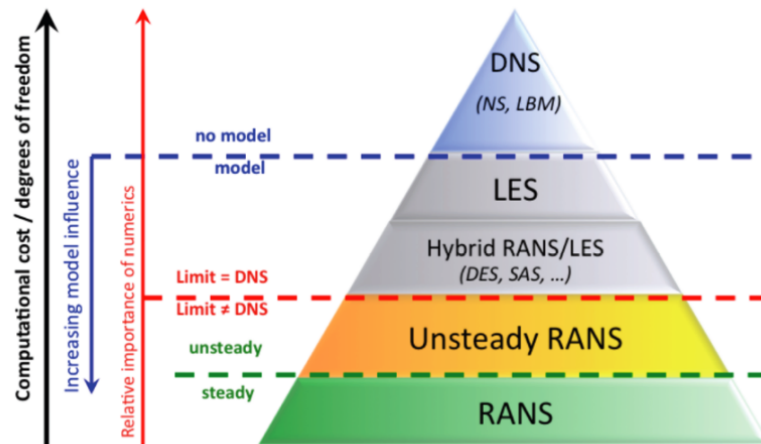 Computational cost / degrees of freedom
Increasing model influence
Relative importance of numerics
DNS
(NS, LBM)
no model
model
LES
Hybrid RANS/LES
(DES, SAS, ...)
Limit = DNS
Limit ≠ DNS
Unsteady RANS
unsteady
steady
RANS